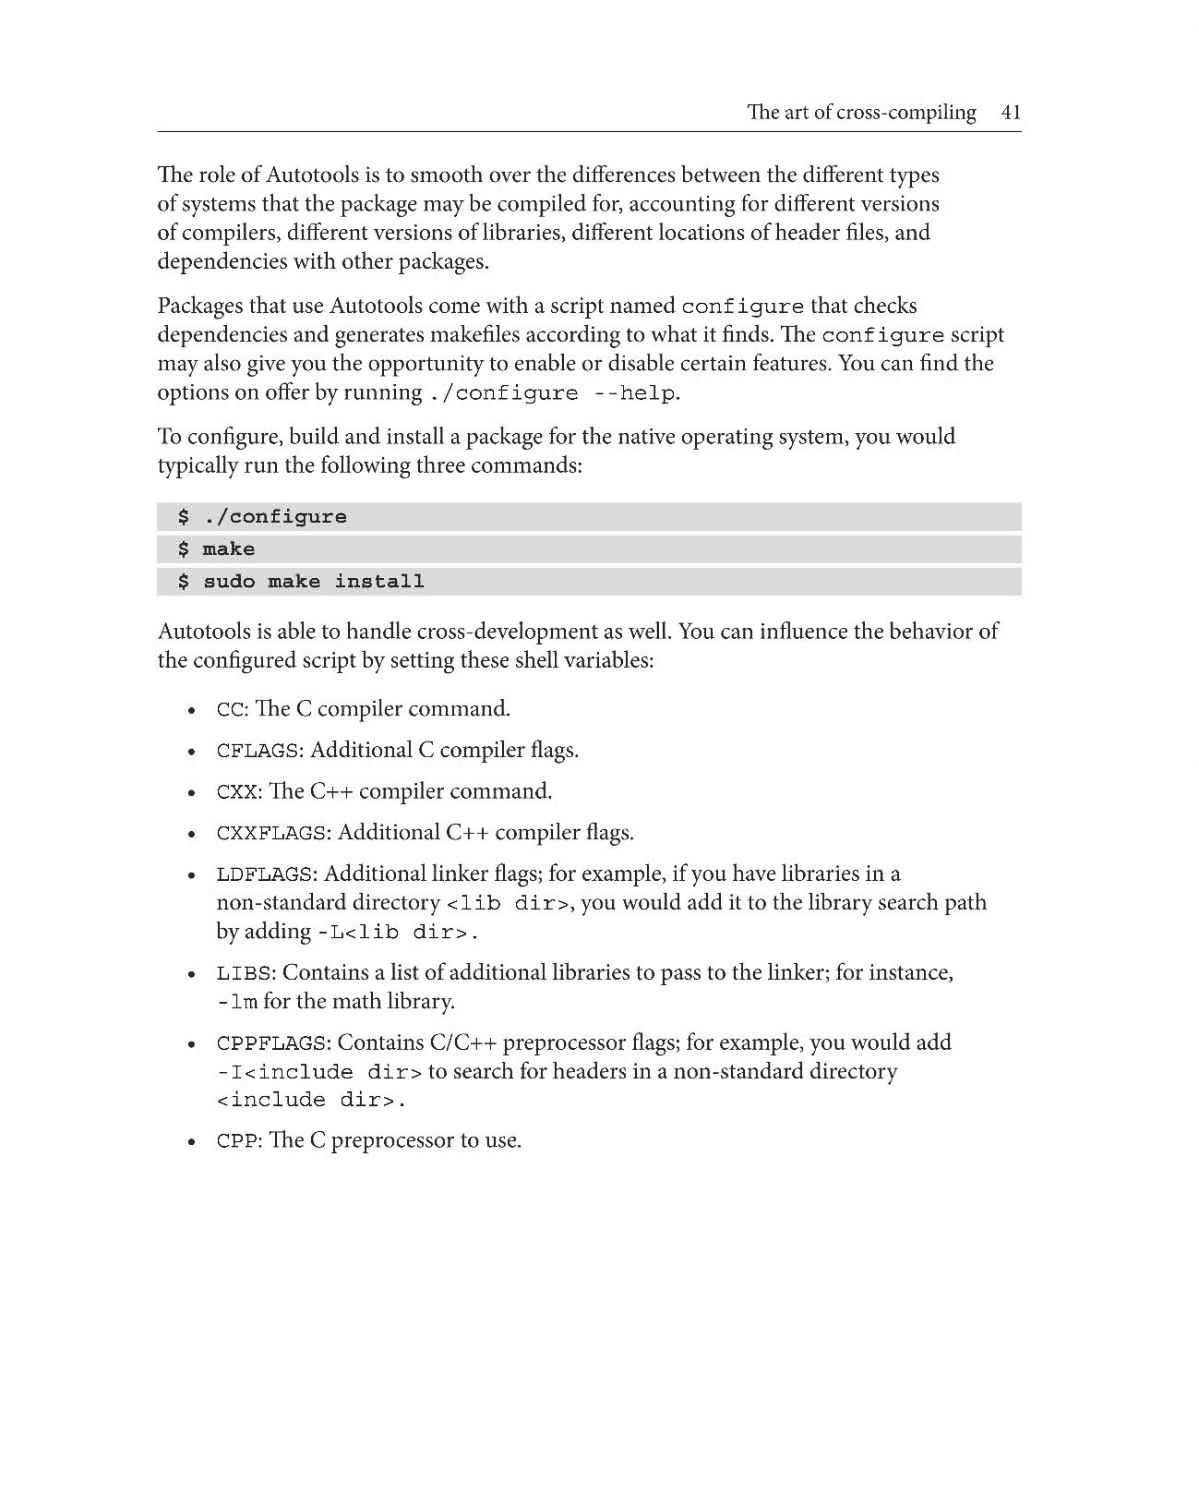 The art of cross-compiling 41
The role of Autotools is to smooth over the differences between the different types
of systems that the package may be compiled for, accounting for different versions
of compilers, different versions of libraries, different locations of header files, and
dependencies with other packages.
Packages that use Autotools come with a script named configure that checks
dependencies and generates makefiles according to what it finds. The configure script
may also give you the opportunity to enable or disable certain features. You can find the
options on offer by running ./configure --help.
To configure, build and install a package for the native operating system, you would
typically run the following three commands:
$ ./configure
$ make
$ sudo make install
Autotools is able to handle cross-development as well. You can influence the behavior of
the configured script by setting these shell variables:
• CC: The C compiler command.
• CFLAGS: Additional C compiler flags.
• CXX: The C++ compiler command.
• CXXFLAGS: Additional C++ compiler flags.
• LDFLAGS: Additional linker flags; for example, if you have libraries in a
non-standard directory <lib dir>, you would add it to the library search path
by adding -L<lib dir>.
• LIBS: Contains a list of additional libraries to pass to the linker; for instance,
-lm for the math library.
• CPPFLAGS: Contains C/C++ preprocessor flags; for example, you would add
-I<include dir> to search for headers in a non-standard directory
<include dir>.
• CPP: The C preprocessor to use.